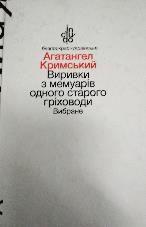 Агатангел
Кримський
Виривки
з мемуарів
одного старого
гріховоди
Вибране